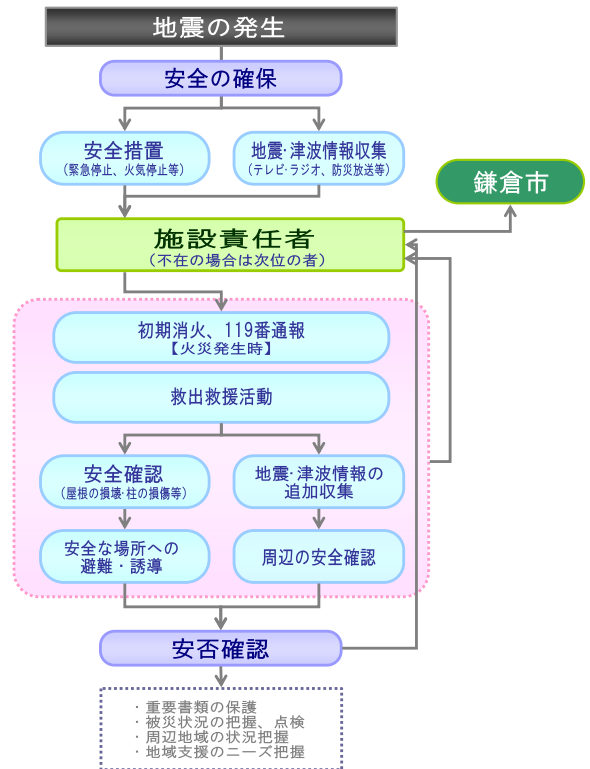 地震の発生
安全の確保
安全措置
(緊急停止、火気停止等)
地震・津波情報収集
(テレビ・ラジオ、防災放送等)
鎌倉市
施設責任者
(不在の場合は次位の者)
初期消火、119番通報
【火災発生時】
救出救援活動
安全確認
(屋根の損壊・柱の損傷等)
地震・津波情報の
追加収集
安全な場所への
避難・誘導
周辺の安全確認
安否確認
・重要書類の保護
・被災状況の把握、点検
・周辺地域の状況把握
・地域支援のニーズ把握